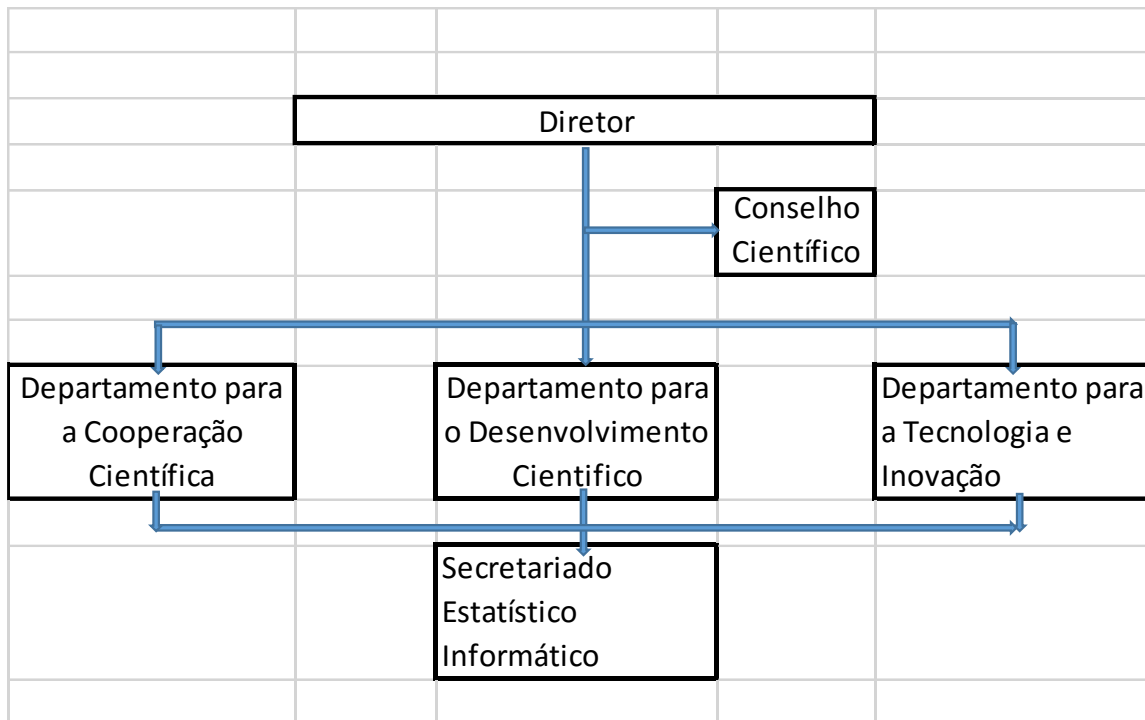 Diretor
Conselho
Científico
Departamento para
a Cooperação
Científica
Departamento para
o Desenvolvimento
Cientifico
Departamento para
a Tecnologia e
Inovação
Secretariado
Estatístico
Informático